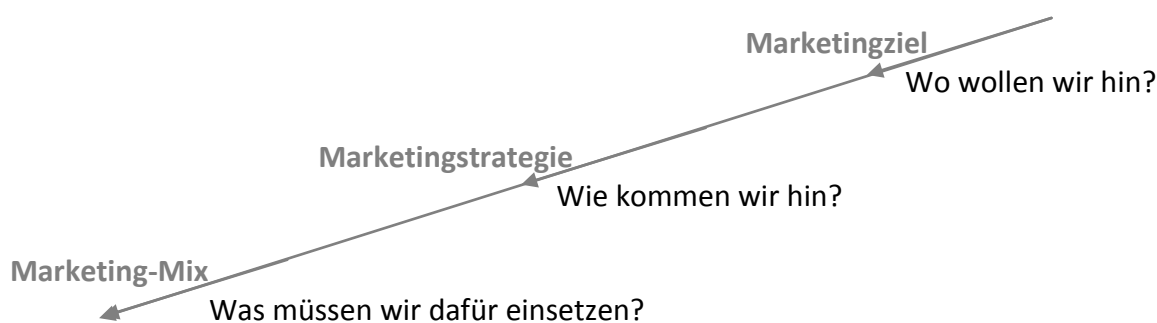 Marketingziel
Wo wollen wir hin?
Marketingstrategie
Wie kommen wir hin?
Marketing-Mix
Was müssen wir dafür einsetzen?